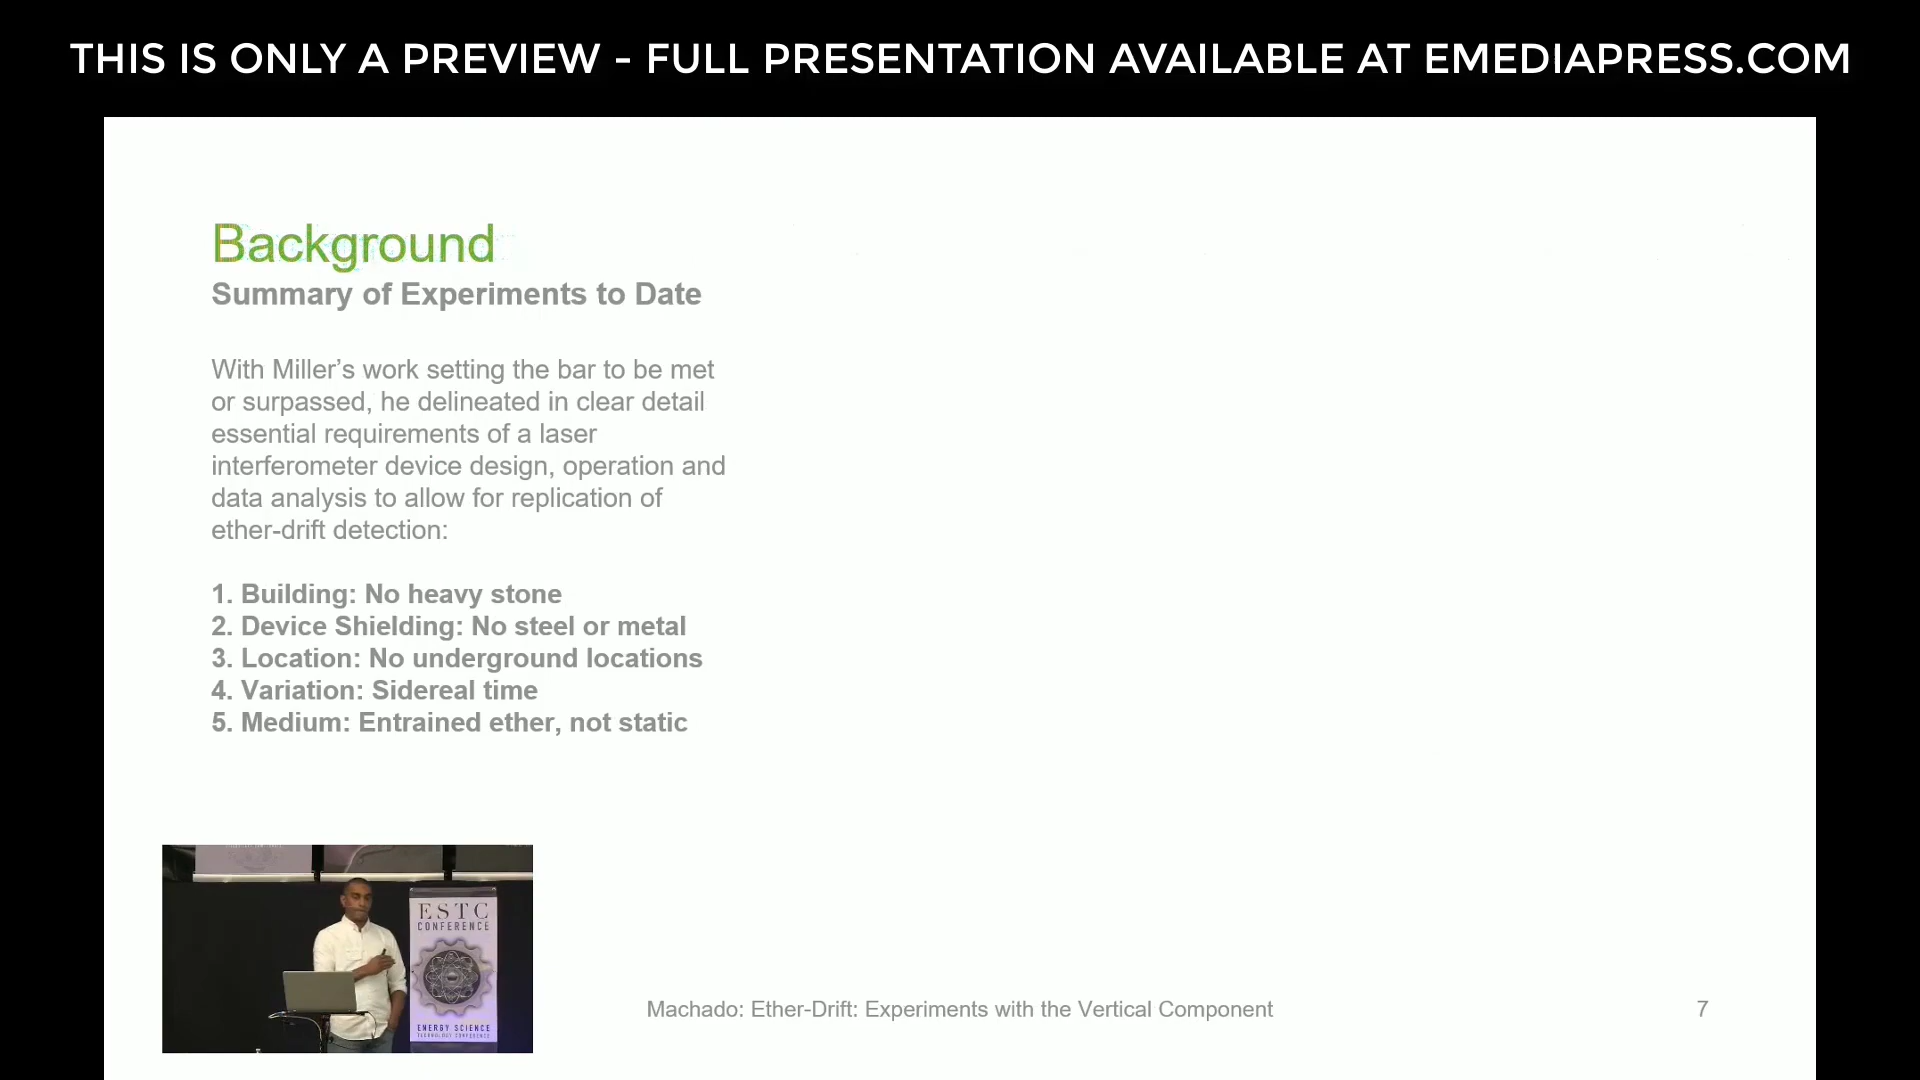 THIS IS ONLY A PREVIEW - FULL PRESENTATION AVAILABLE AT EMEDIAPRESS.COM
Background
Summary of Experiments to Date
With Miller’s work setting the bar to be met
or surpassed, he delineated in clear detail
essential requirements of a laser
interferometer device design, operation and
data analysis to allow for replication of
ether-drift detection:
1. Building: No heavy stone
2. Device Shielding: No steel or metal
3. Location: No underground locations
4. Variation: Sidereal time
5. Medium: Entrained ether, not static
ESTC
CONFERENCE
ENERGY SCIENCE
TECHNOLOGY CONFERENCE
Machado: Ether-Drift: Experiments with the Vertical Component
7